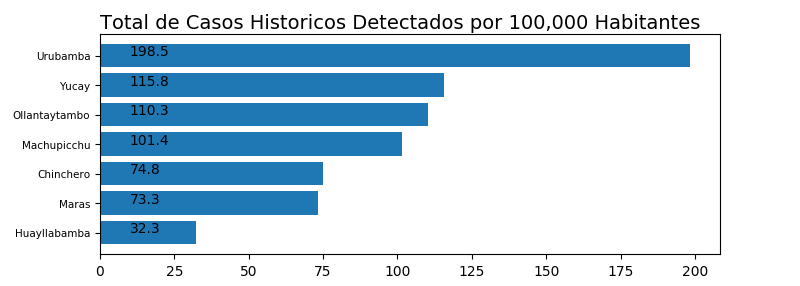 Total de Casos Historicos Detectados por 100,000 Habitantes
Urubamba 198.5
Yucay 115.8
Ollantaytambo 110.3
Machupicchu 101.4
Chinchero 74.8
Maras 73.3
Huayllabamba 32.3
0 25 50 75 100 125 150 175 200